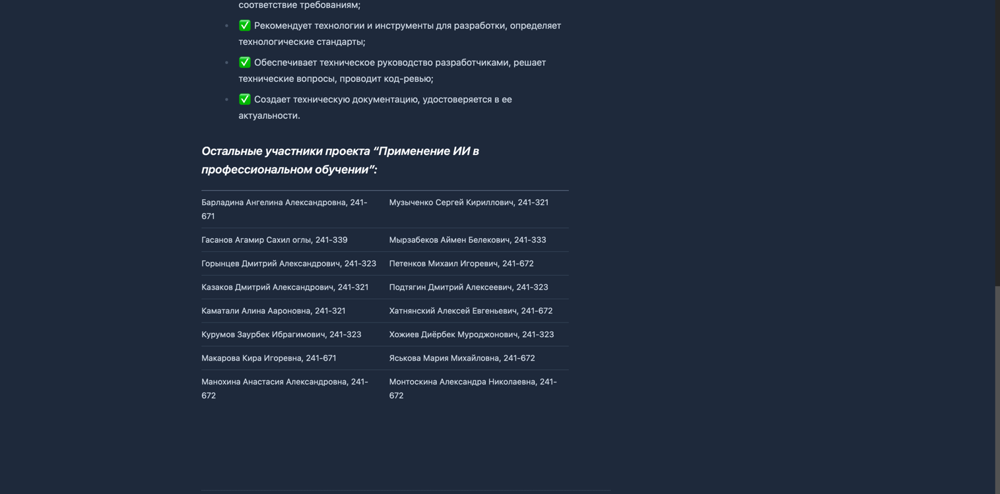 соответствие требованиям;
✅ Рекомендует технологии и инструменты для разработки, определяет
технологические стандарты;
✅ Обеспечивает техническое руководство разработчиками, решает
технические вопросы, проводит код-ревью;
✅ Создает техническую документацию, удостоверяется в ее
актуальности.
Остальные участники проекта “Применение ИИ в
профессиональном обучении”:
Барладина Ангелина Александровна, 241-
671
Музыченко Сергей Кириллович, 241-321
Гасанов Агамир Сахил оглы, 241-339
Мырзабеков Аймен Белекович, 241-333
Горынцев Дмитрий Александрович, 241-323
Петенков Михаил Игоревич, 241-672
Казаков Дмитрий Александрович, 241-321
Подтягин Дмитрий Алексеевич, 241-323
Каматали Алина Аароновна, 241-321
Хатнянский Алексей Евгеньевич, 241-672
Курумов Заурбек Ибрагимович, 241-323
Хожиев Диёрбек Муроджонович, 241-323
Макарова Кира Игоревна, 241-671
Яськова Мария Михайловна, 241-672
Манохина Анастасия Александровна, 241-
672
Монтоскина Александра Николаевна, 241-
672